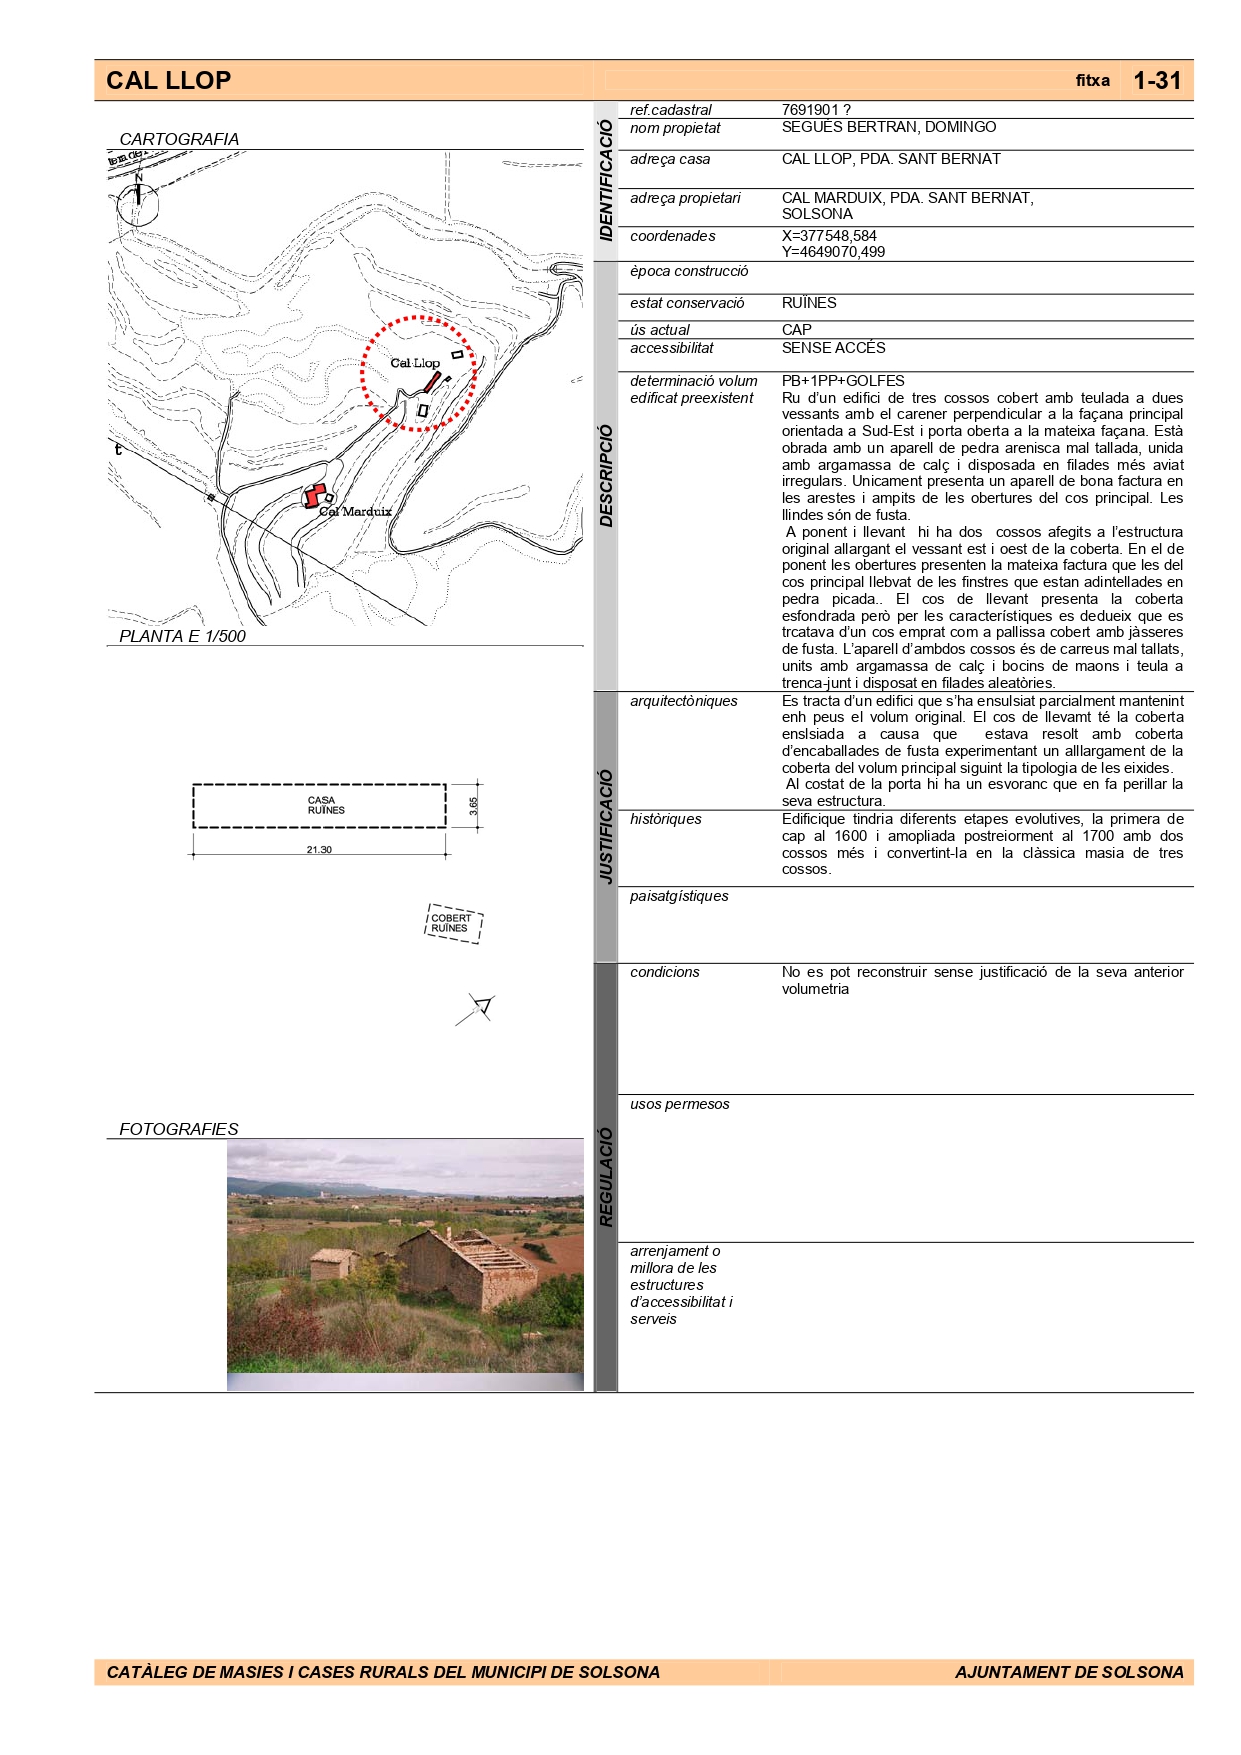 CAL LLOP
fitxa 1-31
CARTOGRAFIA
N
Cal Llop
t
Cal Marduix
PLANTA E 1/500
CASA
RUÏNES
3.65
21.30
COBERT
RUÏNES
FOTOGRAFIES
IDENTIFICACIÓ
ref.cadastral 7691901 ?
nom propietat SEGUÉS BERTRAN, DOMINGO
adreça casa CAL LLOP, PDA. SANT BERNAT
adreça propietari CAL MARDUIX, PDA. SANT BERNAT,
SOLSONA
coordenades X=377548,584
Y=4649070,499
DESCRIPCIÓ
època construcció
estat conservació RUÏNES
ús actual CAP
accessibilitat SENSE ACCÉS
determinació volum PB+1PP+GOLFES
edificat preexistent Ru d’un edifici de tres cossos cobert amb teulada a dues
vessants amb el carener perpendicular a la façana principal
orientada a Sud-Est i porta oberta a la mateixa façana. Està
obrada amb un aparell de pedra arenisca mal tallada, unida
amb argamassa de calç i disposada en filades més aviat
irregulars. Unicament presenta un aparell de bona factura en
les arestes i ampits de les obertures del cos principal. Les
llindes són de fusta.
A ponent i llevant hi ha dos cossos afegits a l’estructura
original allargant el vessant est i oest de la coberta. En el de
ponent les obertures presenten la mateixa factura que les del
cos principal llebvat de les finstres que estan adintellades en
pedra picada.. El cos de llevant presenta la coberta
esfondrada però per les característiques es dedueix que es
trcatava d’un cos emprat com a pallissa cobert amb jàsseres
de fusta. L’aparell d’ambdos cossos és de carreus mal tallats,
units amb argamassa de calç i bocins de maons i teula a
trenca-junt i disposat en filades aleatòries.
JUSTIFICACIÓ
arquitectòniques Es tracta d’un edifici que s’ha ensulsiat parcialment mantenint
enh peus el volum original. El cos de llevamt té la coberta
enslsiada a causa que estava resolt amb coberta
d’encaballades de fusta experimentant un alllargament de la
coberta del volum principal siguint la tipologia de les eixides.
Al costat de la porta hi ha un esvoranc que en fa perillar la
seva estructura.
històriques Edificique tindria diferents etapes evolutives, la primera de
cap al 1600 i amopliada postreiorment al 1700 amb dos
cossos més i convertint-la en la clàssica masia de tres
cossos.
paisatgístiques
REGULACIÓ
condicions No es pot reconstruir sense justificació de la seva anterior
volumetria
usos permesos
arrenjament o
millora de les
estructures
d’accessibilitat i
serveis
CATÀLEG DE MASIES I CASES RURALS DEL MUNICIPI DE SOLSONA
AJUNTAMENT DE SOLSONA